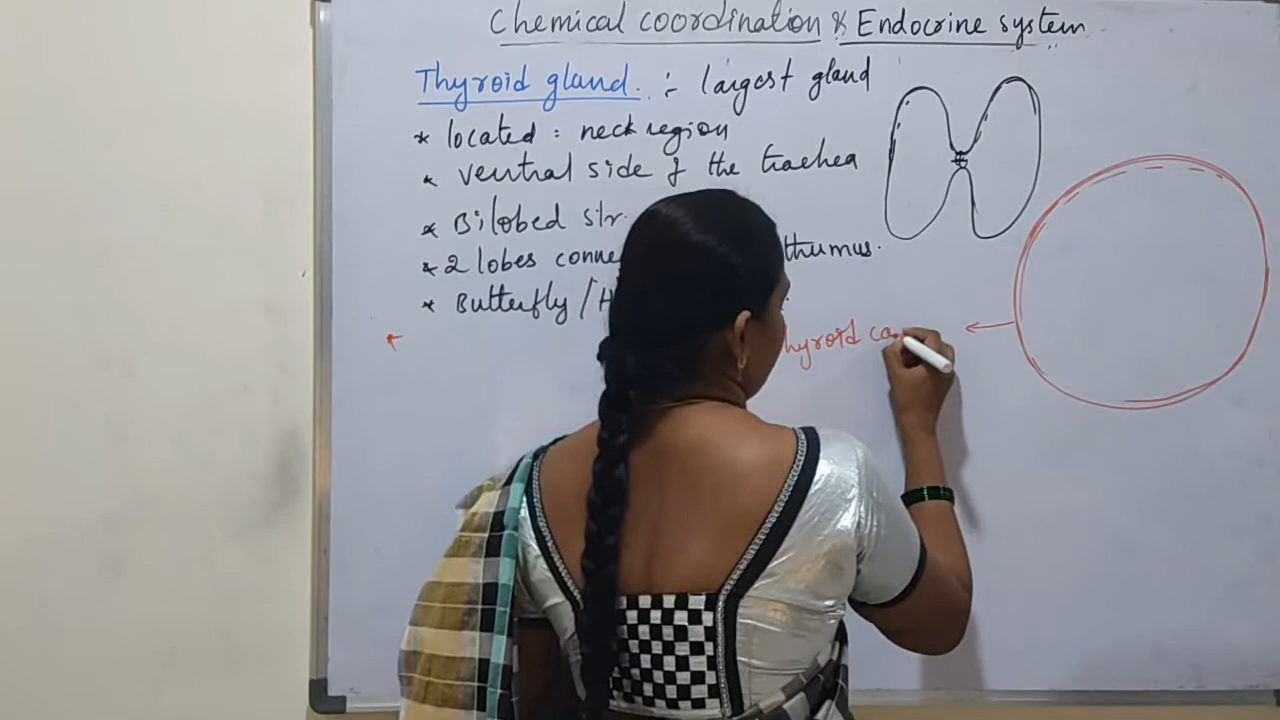 Chemical coordination & Endocrine system
Thyroid gland :- largest gland
* located : neck region
* ventral side of the trachea
* Bilobed str.
* 2 lobes conne thumus.
* Butterfly / H
hyroid ca